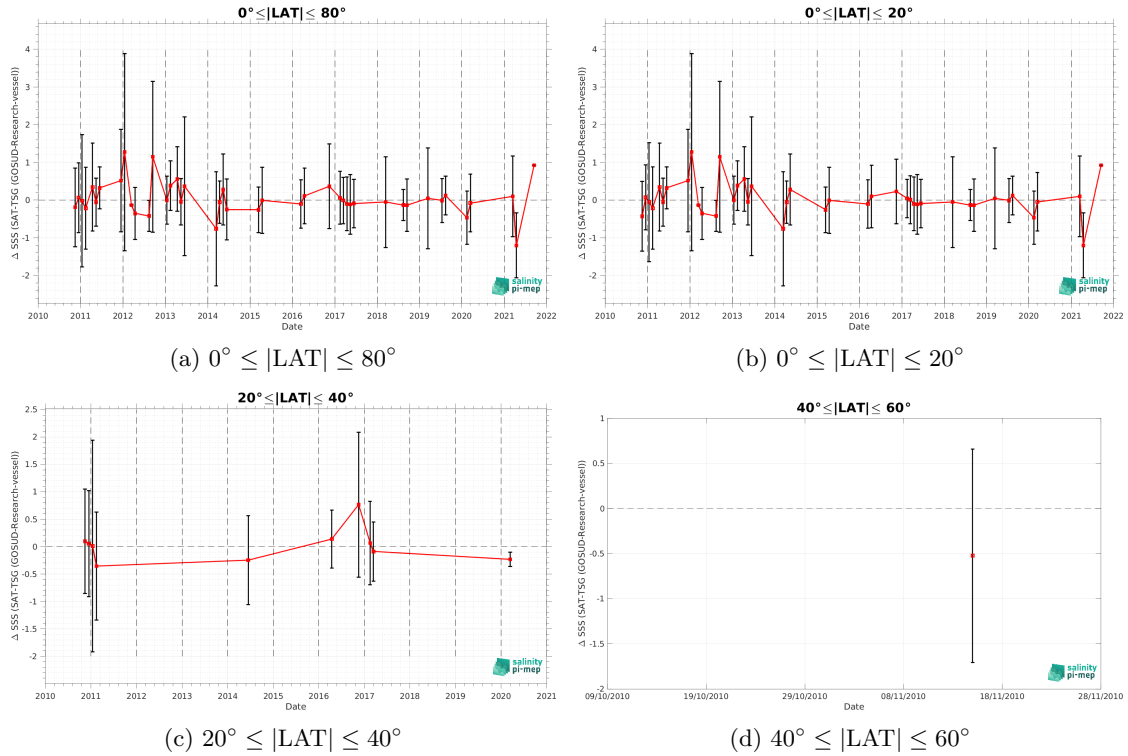 0°≤|LAT|≤ 80°
Δ SSS (SAT-TSG (GOSUD-Research-vessel))
4
3
2
1
0
-1
-2
2010 2011 2012 2013 2014 2015 2016 2017 2018 2019 2020 2021 2022
Date
salinity
pi-mep
(a) 0° ≤ |LAT| ≤ 80°
0°≤|LAT|≤ 20°
Δ SSS (SAT-TSG (GOSUD-Research-vessel))
4
3
2
1
0
-1
-2
2010 2011 2012 2013 2014 2015 2016 2017 2018 2019 2020 2021 2022
Date
salinity
pi-mep
(b) 0° ≤ |LAT| ≤ 20°
20°≤|LAT|≤ 40°
Δ SSS (SAT-TSG (GOSUD-Research-vessel))
2.5
2
1.5
1
0.5
0
-0.5
-1
-1.5
-2
2010 2011 2012 2013 2014 2015 2016 2017 2018 2019 2020 2021
Date
salinity
pi-mep
(c) 20° ≤ |LAT| ≤ 40°
40°≤|LAT|≤ 60°
Δ SSS (SAT-TSG (GOSUD-Research-vessel))
1
0.5
0
-0.5
-1
-1.5
-2
09/10/2010 19/10/2010 29/10/2010 08/11/2010 18/11/2010 28/11/2010
Date
salinity
pi-mep
(d) 40° ≤ |LAT| ≤ 60°